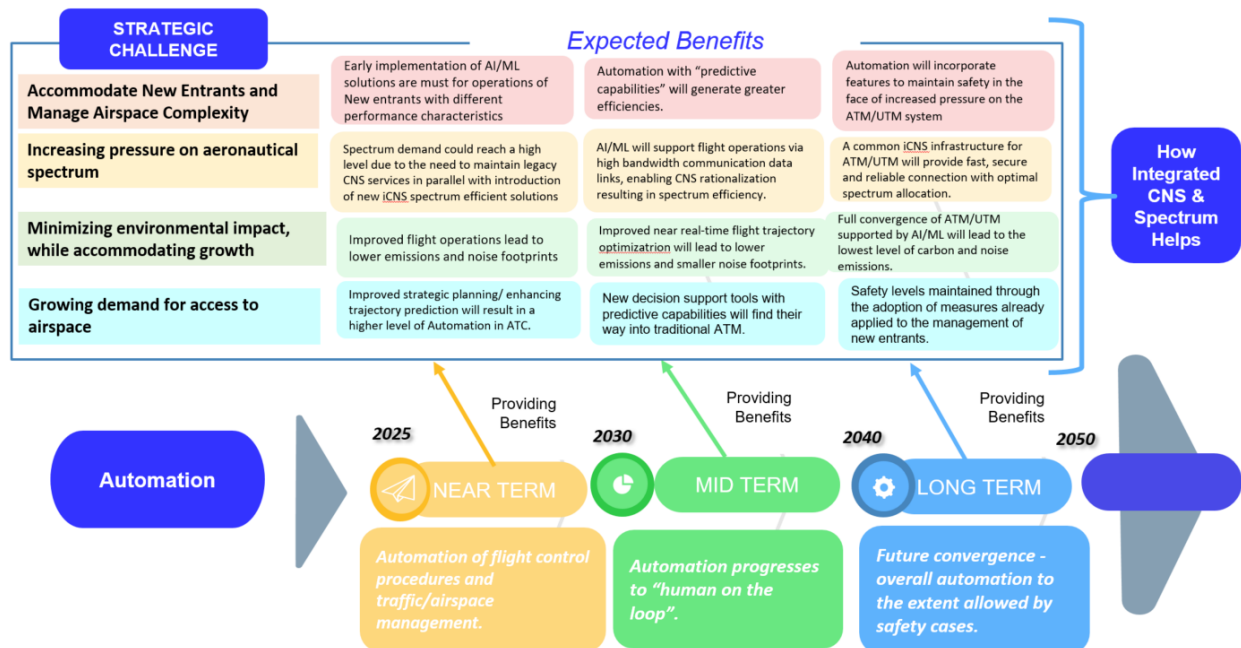 STRATEGIC
CHALLENGE
Expected Benefits
Accommodate New Entrants and
Manage Airspace Complexity
Early implementation of AI/ML
solutions are must for operations of
New entrants with different
performance characteristics
Automation with “predictive
capabilities” will generate greater
efficiencies.
Automation will incorporate
features to maintain safety in the
face of increased pressure on the
ATM/UTM system
Increasing pressure on aeronautical
spectrum
Spectrum demand could reach a high
level due to the need to maintain legacy
CNS services in parallel with introduction
of new iCNS spectrum efficient solutions
AI/ML will support flight operations via
high bandwidth communication data
links, enabling CNS rationalization
resulting in spectrum efficiency.
A common iCNS infrastructure for
ATM/UTM will provide fast, secure
and reliable connection with optimal
spectrum allocation.
Minimizing environmental impact,
while accommodating growth
Improved flight operations lead to
lower emissions and noise footprints
Improved near real-time flight trajectory
optimizatrion will lead to lower
emissions and smaller noise footprints.
Full convergence of ATM/UTM
supported by AI/ML will lead to the
lowest level of carbon and noise
emissions.
Growing demand for access to
airspace
Improved strategic planning/ enhancing
trajectory prediction will result in a
higher level of Automation in ATC.
New decision support tools with
predictive capabilities will find their
way into traditional ATM.
Safety levels maintained through
the adoption of measures already
applied to the management of
new entrants.
How
Integrated
CNS &
Spectrum
Helps
Providing
Benefits
Providing
Benefits
Providing
Benefits
2025
2030
2040
2050
Automation
NEAR TERM
MID TERM
LONG TERM
Automation of flight control
procedures and
traffic/airspace
management.
Automation progresses
to “human on the
loop”.
Future convergence -
overall automation to
the extent allowed by
safety cases.